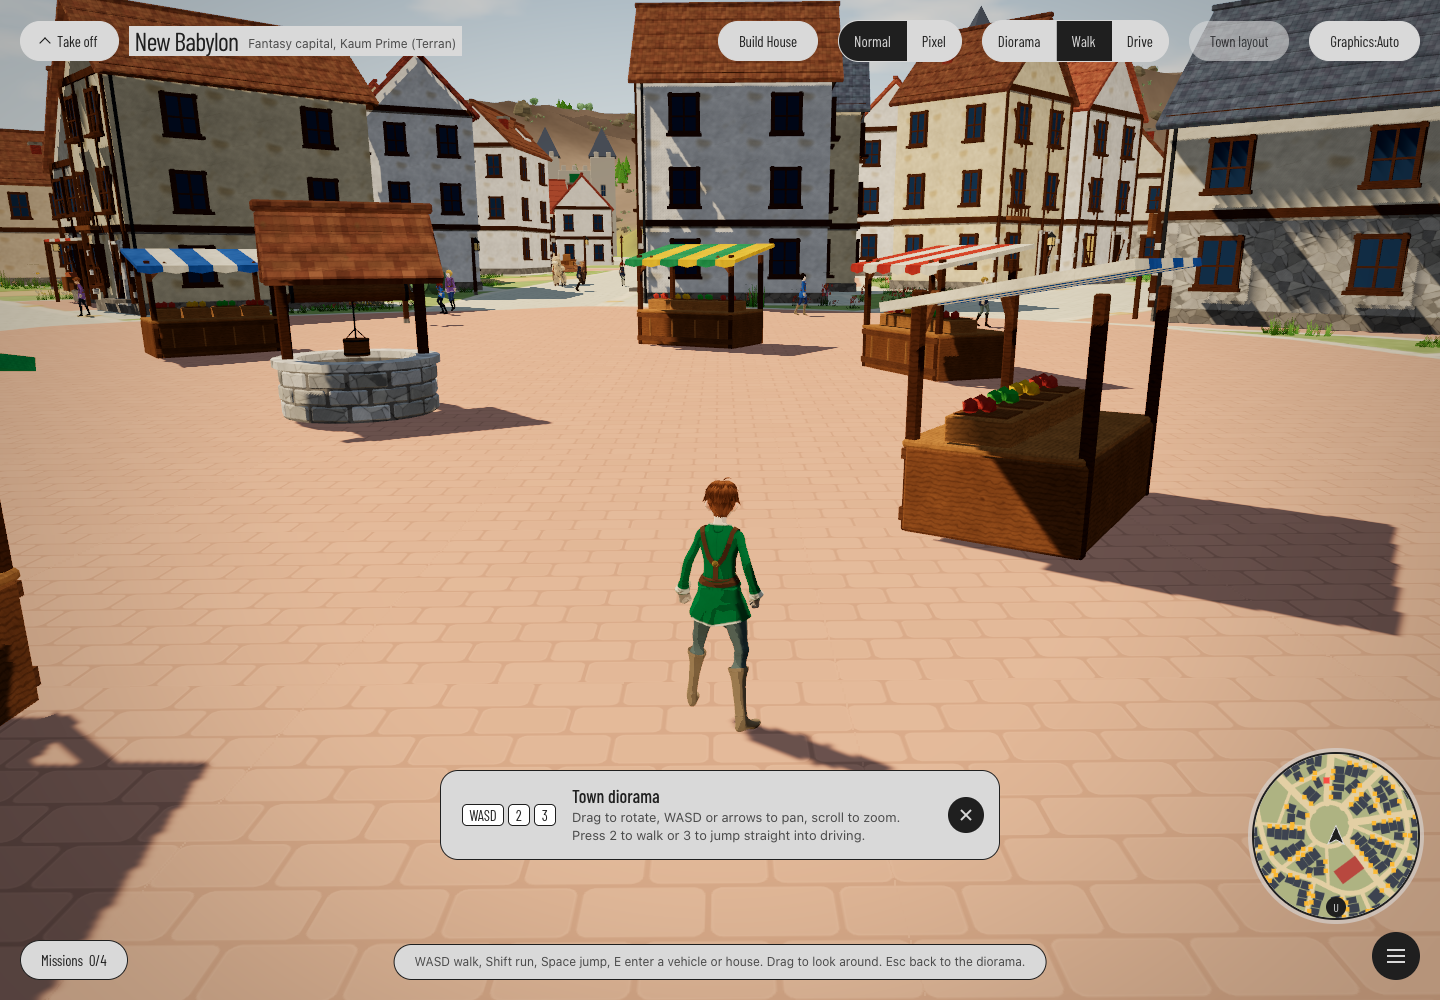 Take off
New Babylon Fantasy capital, Kaum Prime (Terran)
Build House
Normal Pixel
Diorama Walk Drive
Town layout
Graphics:Auto
WASD 2 3
Town diorama
Drag to rotate, WASD or arrows to pan, scroll to zoom.
Press 2 to walk or 3 to jump straight into driving.
U
Missions 0/4
WASD walk, Shift run, Space jump, E enter a vehicle or house. Drag to look around. Esc back to the diorama.